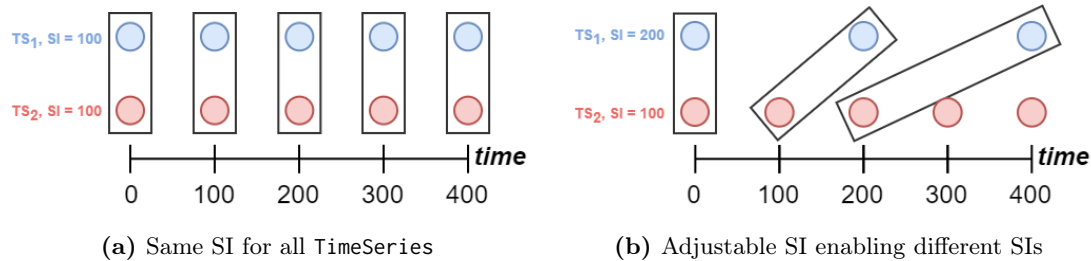 TS1, SI = 100
TS2, SI = 100
time
0 100 200 300 400
(a) Same SI for all TimeSeries
TS1, SI = 200
TS2, SI = 100
time
0 100 200 300 400
(b) Adjustable SI enabling different SIs